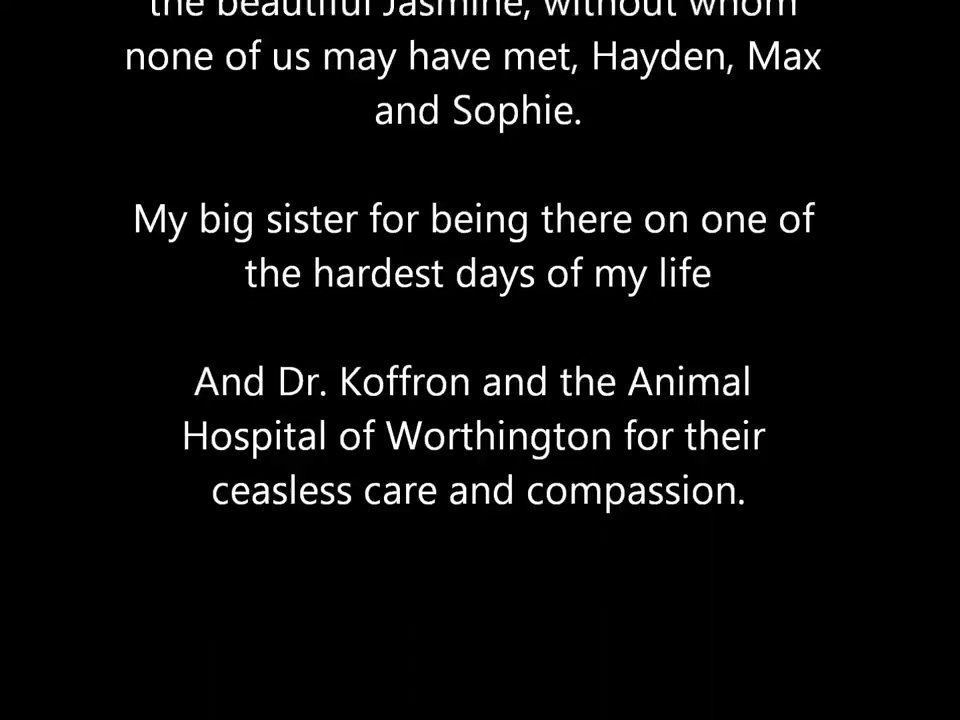 the beautiful Jasmine, without whom
none of us may have met, Hayden, Max
and Sophie.
My big sister for being there on one of
the hardest days of my life
And Dr. Koffron and the Animal
Hospital of Worthington for their
ceasless care and compassion.